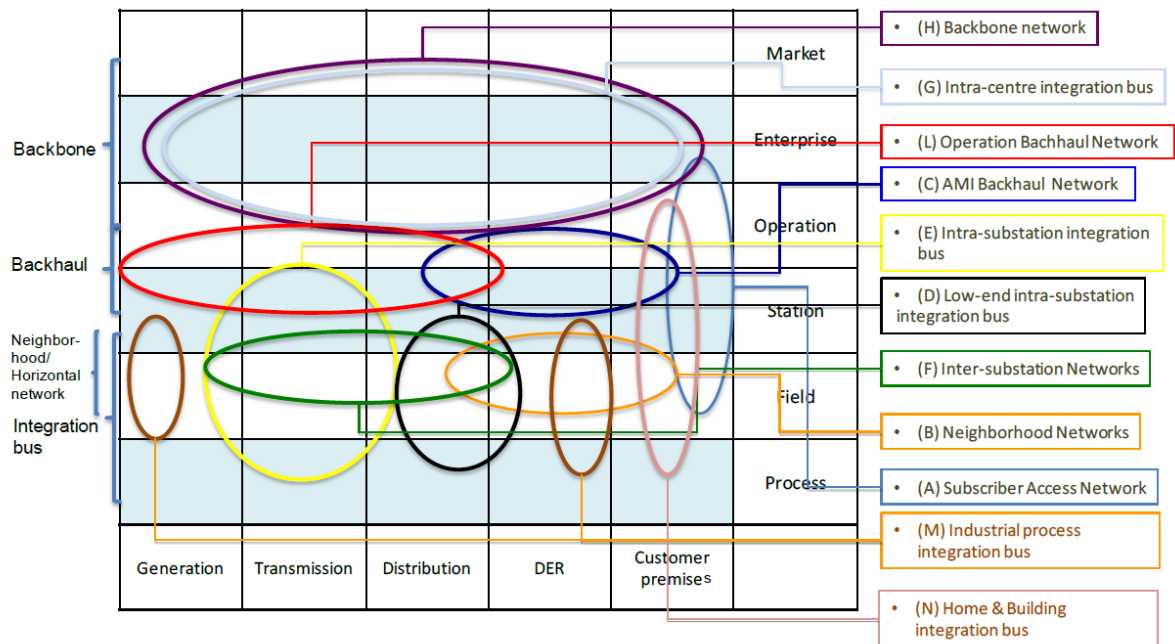 Market
Enterprise
Operation
Station
Field
Process
Backbone
Backhaul
Neighbor-
hood/
Horizontal
network
Integration
bus
Generation
Transmission
Distribution
DER
Customer
premises
• (H) Backbone network
• (G) Intra-centre integration bus
• (L) Operation Bachhaul Network
• (C) AMI Backhaul Network
• (E) Intra-substation integration
bus
• (D) Low-end intra-substation
integration bus
• (F) Inter-substation Networks
• (B) Neighborhood Networks
• (A) Subscriber Access Network
• (M) Industrial process
integration bus
• (N) Home & Building
integration bus